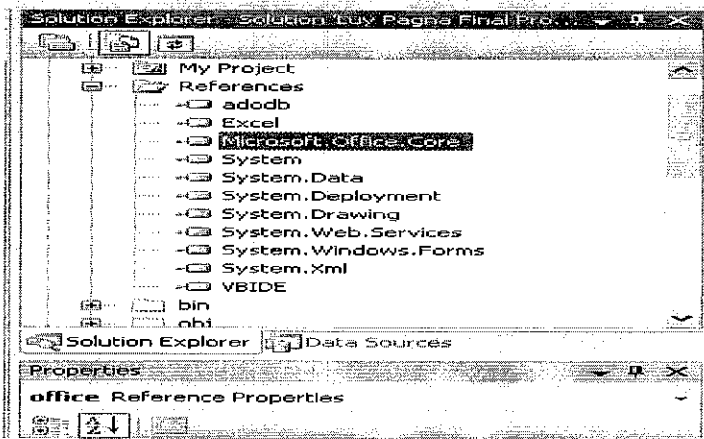 Solution Explorer - Solution 'Luy Pagna Final Pro...
My Project
References
adodb
Excel
Microsoft.Office.Core
System
System.Data
System.Deployment
System.Drawing
System.Web.Services
System.Windows.Forms
System.Xml
VBIDE
bin
obj
Solution Explorer Data Sources
Properties
office Reference Properties